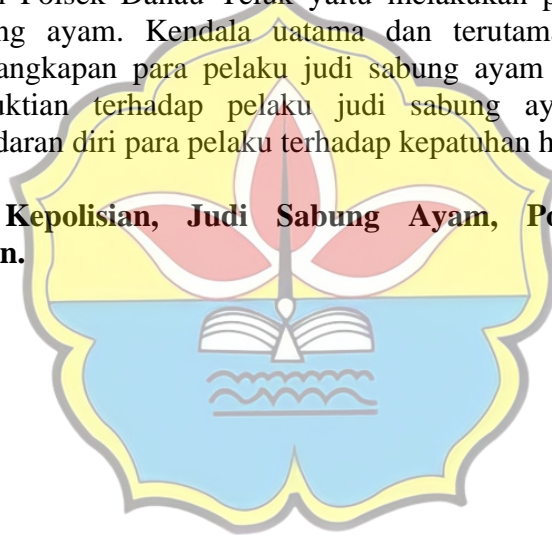 Polsek Danau Teluk yaitu melakukan p
ng ayam. Kendala uatama dan terutama
angkapan para pelaku judi sabung ayam
uktian terhadap pelaku judi sabung ay
daran diri para pelaku terhadap kepatuhan h
Kepolisian, Judi Sabung Ayam, Po
n.